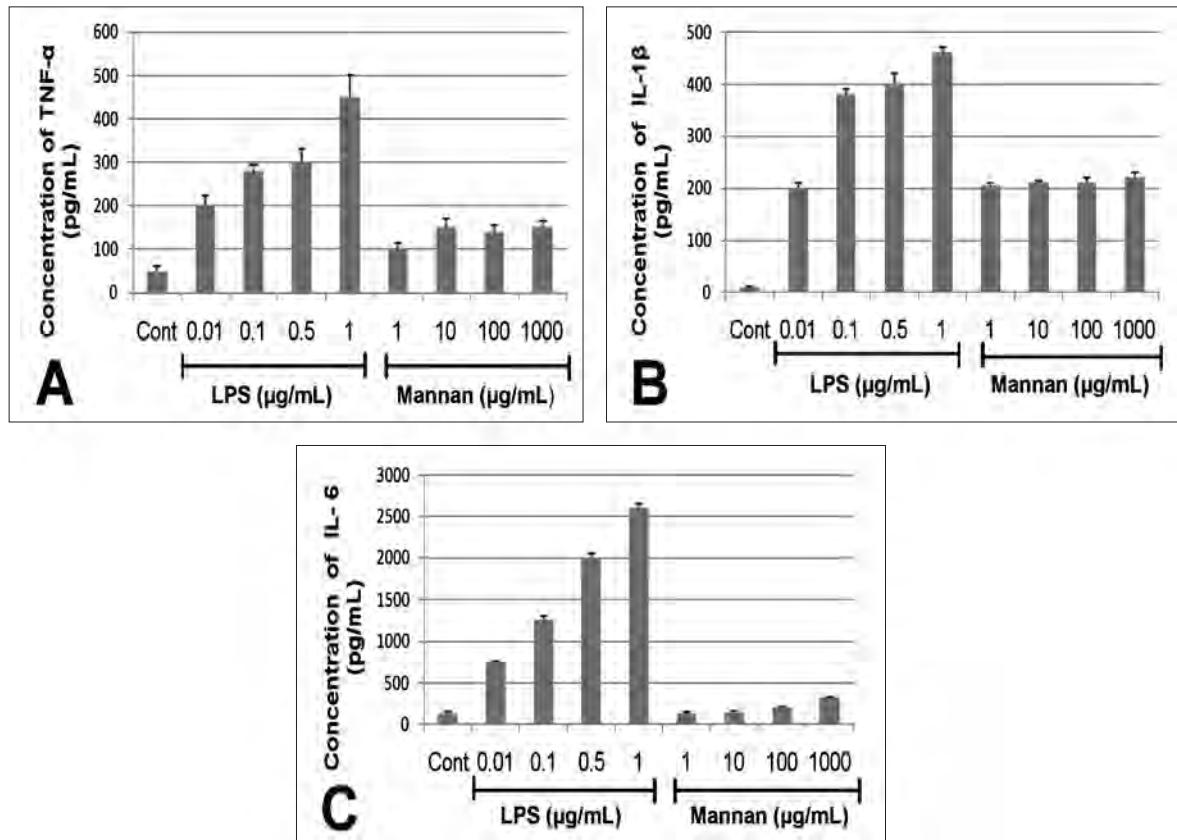 Concentration of TNF-α
(pg/mL)
600
500
400
300
200
100
0
Cont 0.01 0.1 0.5 1 1 10 100 1000
LPS (µg/mL) Mannan (µg/mL)
A
Concentration of IL-1β
(pg/mL)
500
400
300
200
100
0
Cont 0.01 0.1 0.5 1 1 10 100 1000
LPS (µg/mL) Mannan (µg/mL)
B
Concentration of IL- 6
(pg/mL)
3000
2500
2000
1500
1000
500
0
Cont 0.01 0.1 0.5 1 1 10 100 1000
LPS (µg/mL) Mannan (µg/mL)
C